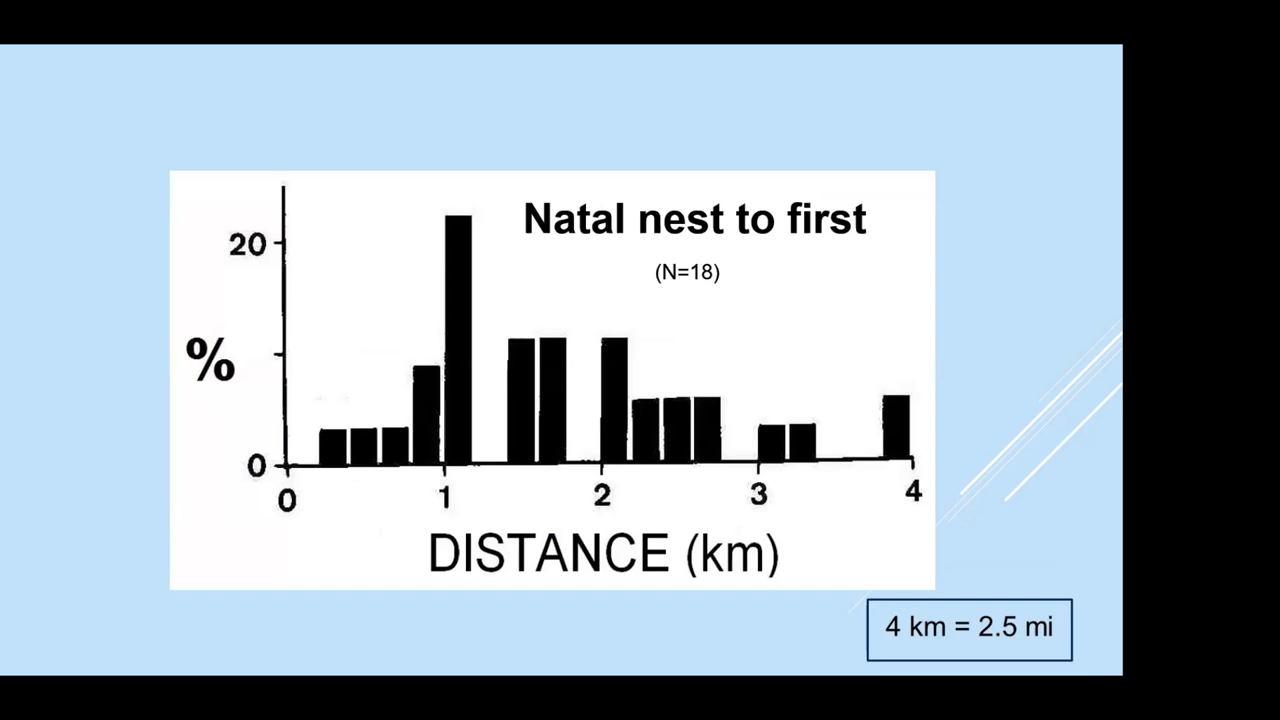 Natal nest to first
(N=18)
20
%
0
0 1 2 3 4
DISTANCE (km)
4 km = 2.5 mi